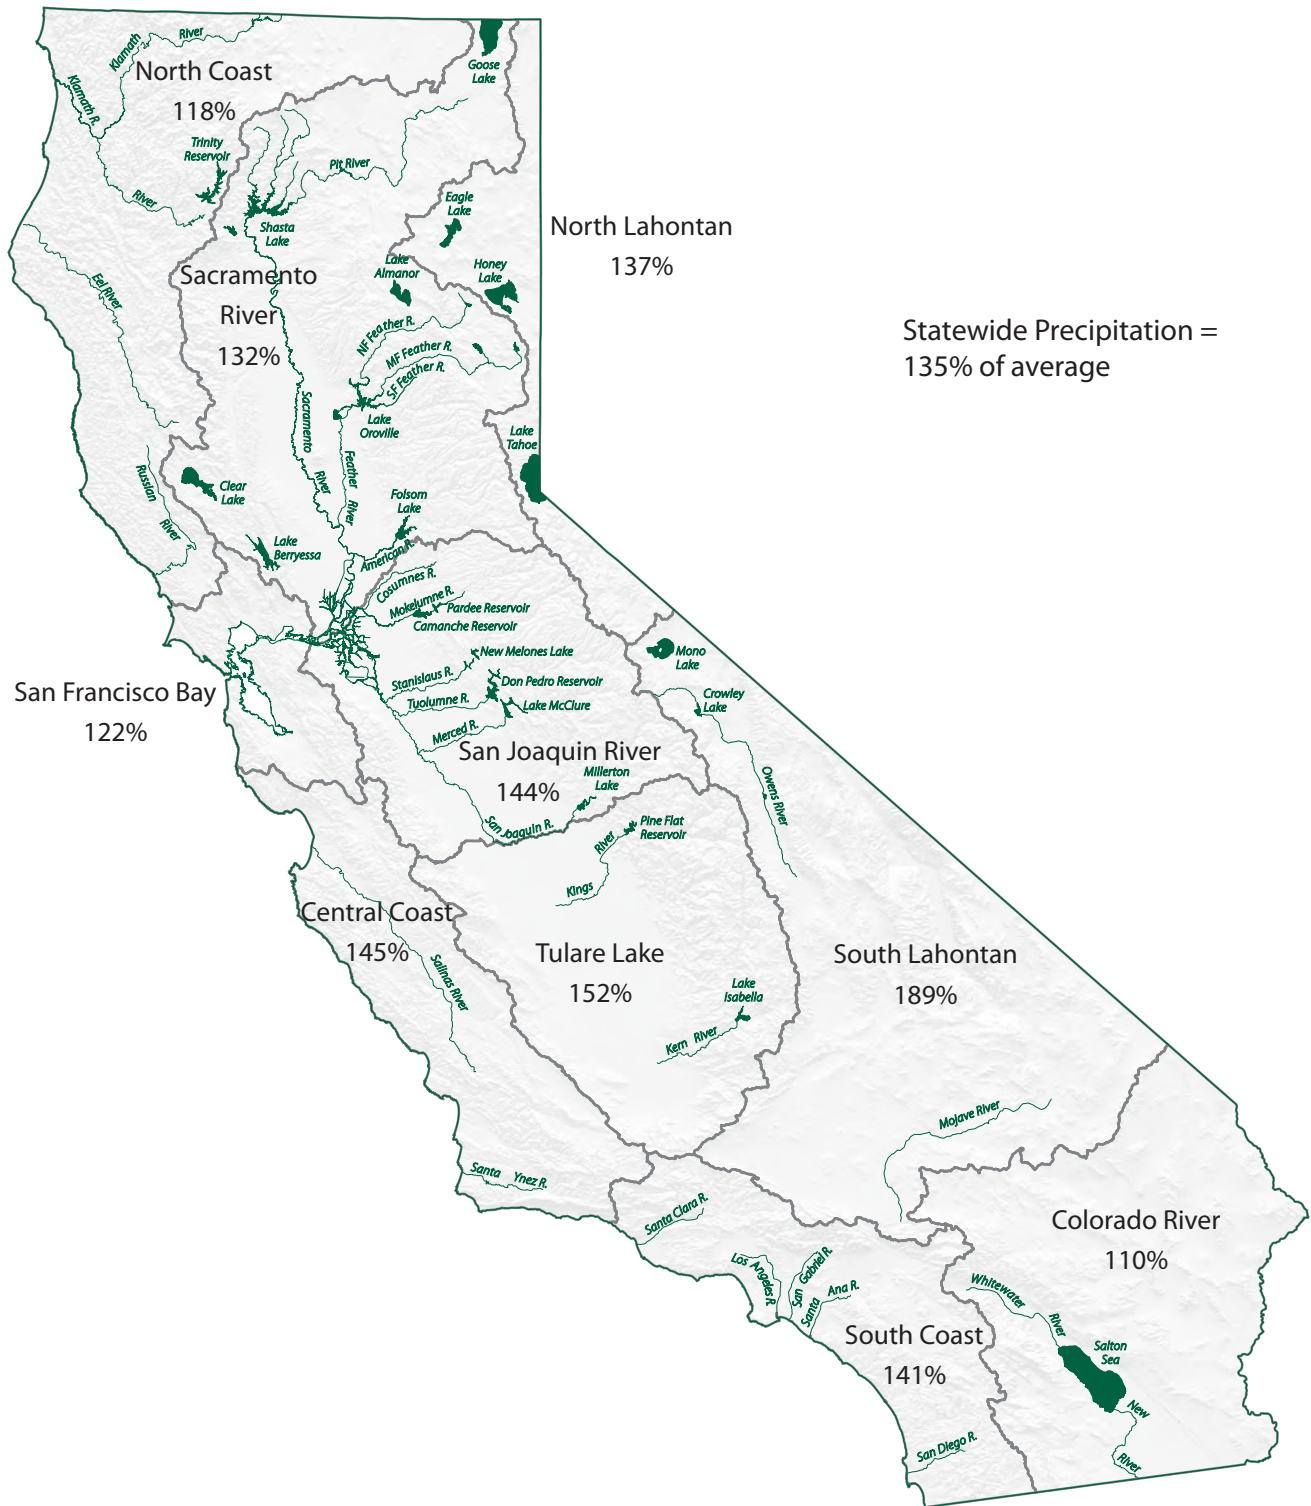 Klamath
River
Goose
Lake
North Coast
118%
Klamath R.
Trinity
Reservoir
Pit River
River
Eagle
Lake
Shasta
Lake
North Lahontan
137%
Eel River
Sacramento
River
132%
Lake
Almanor
Honey
Lake
Statewide Precipitation =
135% of average
NF Feather R.
MF Feather R.
SF Feather R.
Sacramento
River
Lake
Oroville
Feather
River
Lake
Tahoe
Russian
River
Clear
Lake
Folsom
Lake
Lake
Berryessa
American R.
Cosumnes R.
Mokelumne R.
Pardee Reservoir
Camanche Reservoir
New Melones Lake
Mono
Lake
Stanislaus R.
Don Pedro Reservoir
San Francisco Bay
122%
Tuolumne R.
Lake McClure
Crowley
Lake
Merced R.
San Joaquin River
144%
Millerton
Lake
Owens River
San Joaquin R.
Pine Flat
Reservoir
River
Kings
Central Coast
145%
Salinas River
Tulare Lake
152%
South Lahontan
189%
Lake
Isabella
Kern River
Mojave River
Santa Ynez R.
Santa Clara R.
Colorado River
110%
Los Angeles R.
San Gabriel R.
Santa Ana R.
Whitewater
River
South Coast
141%
Salton
Sea
New
River
San Diego R.